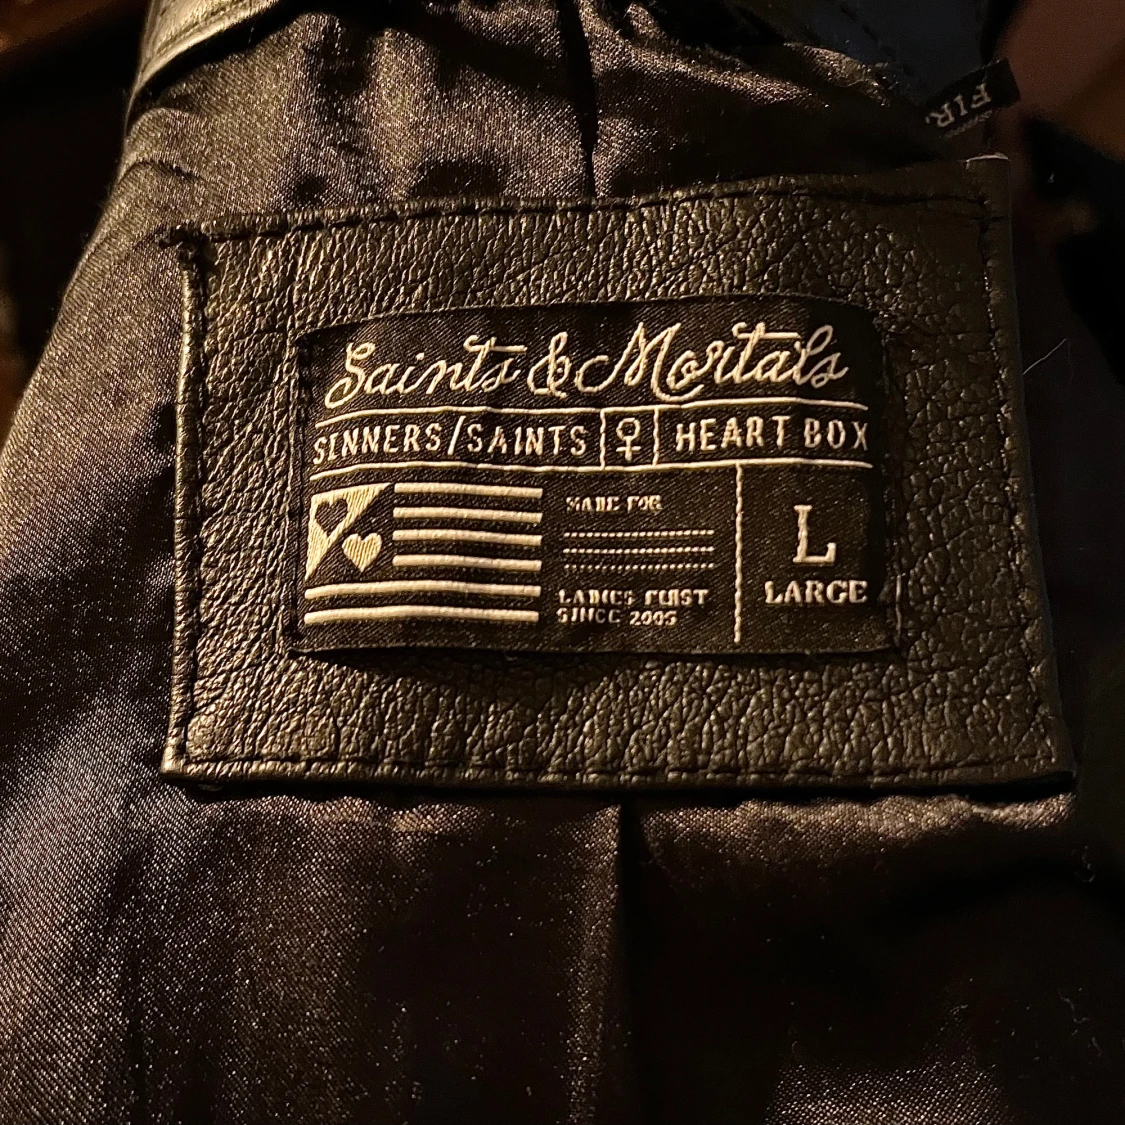 Saints & Mortals
SINNERS/SAINTS ♀ HEART BOX
MADE FOR
LADIES FIRST
SINCE 2005
L
LARGE